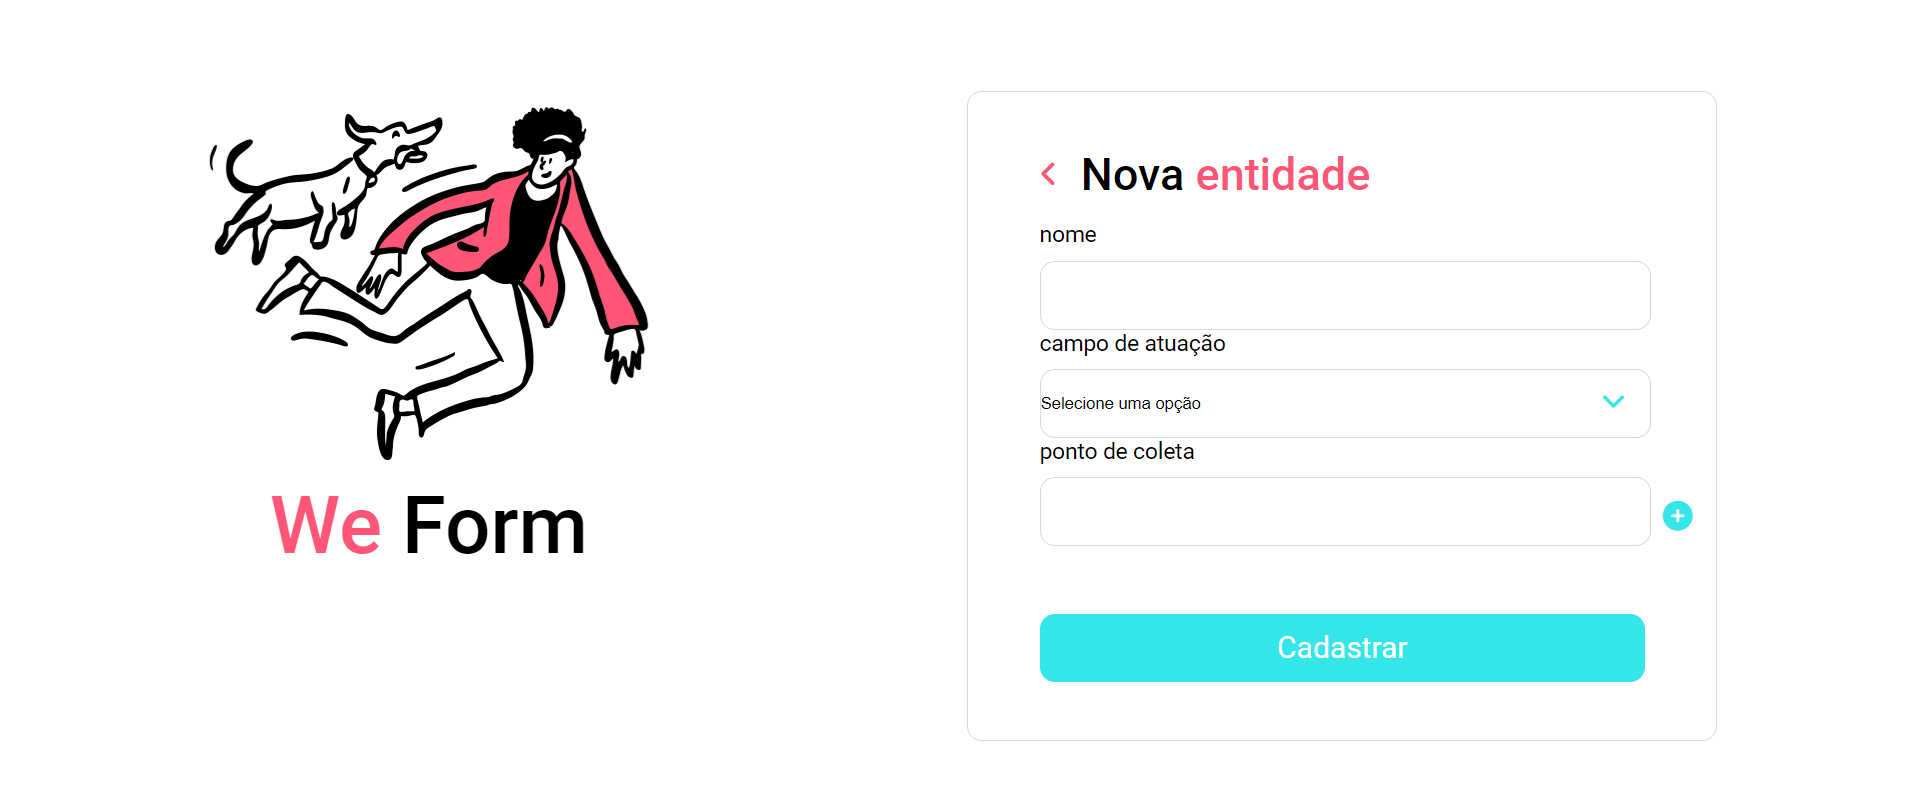 We Form
Nova entidade
nome
campo de atuação
Selecione uma opção
ponto de coleta
Cadastrar